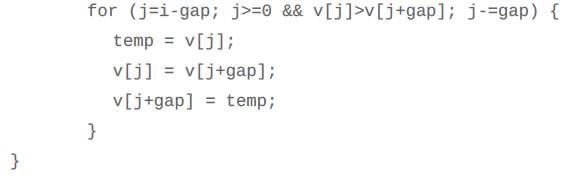 for (j=i-gap; j>=0 && v[j]>v[j+gap]; j-=gap) {
temp = v[j];
v[j] = v[j+gap];
v[j+gap] = temp;
}
}